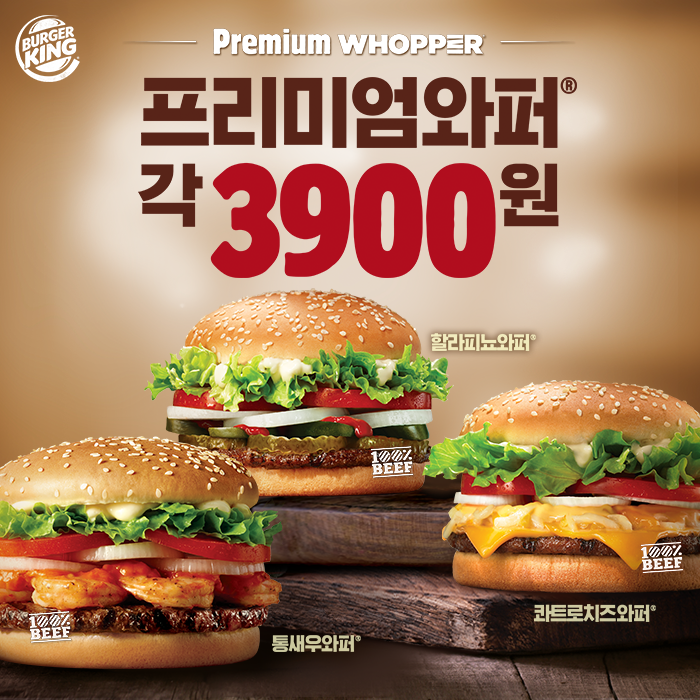 BURGER
KING
Premium WHOPPER®
프리미엄와퍼®
각 3900원
할라피뇨와퍼®
100%
BEEF
100%
BEEF
콰트로치즈와퍼®
100%
BEEF
통새우와퍼®